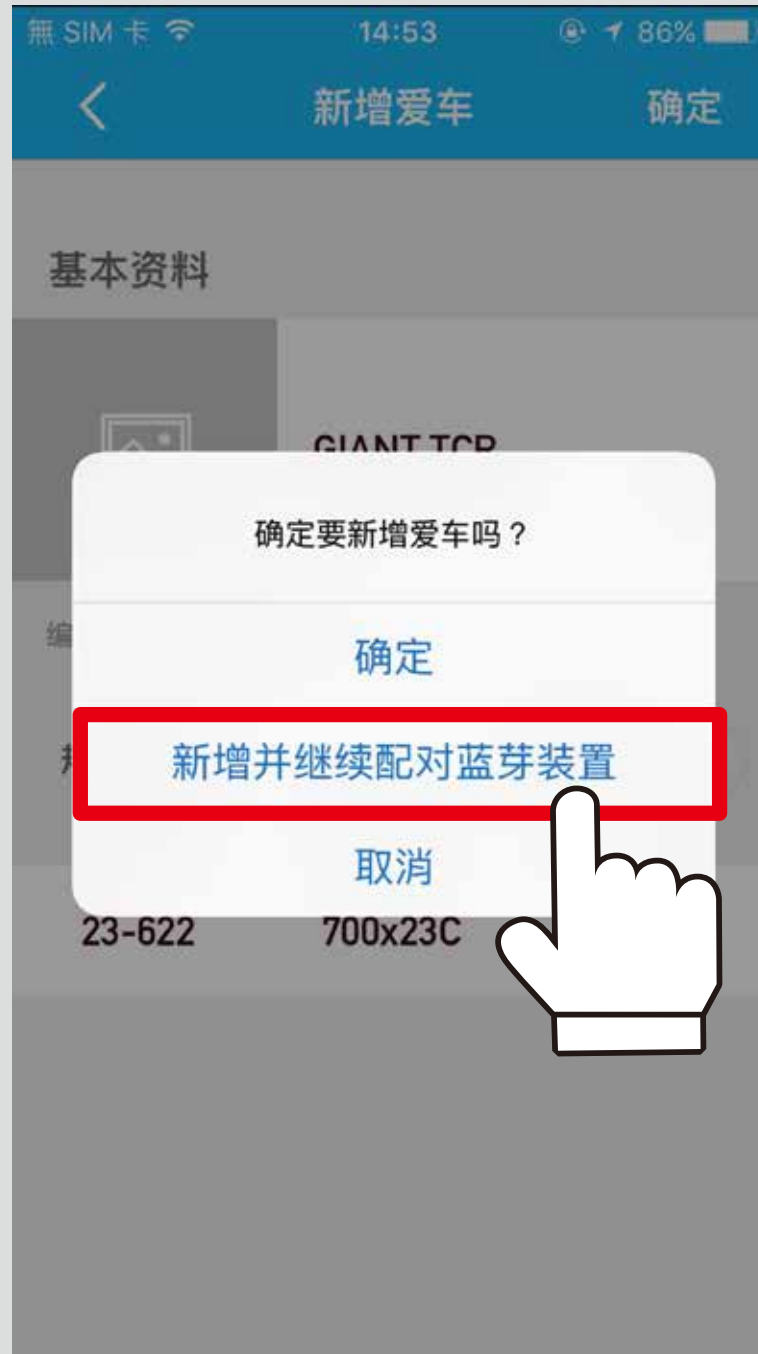 無 SIM 卡 14:53 86%
新增爱车 确定
基本资料
GIANT TCR
确定要新增爱车吗？
编
确定
新增并继续配对蓝芽装置
取消
23-622 700x23C